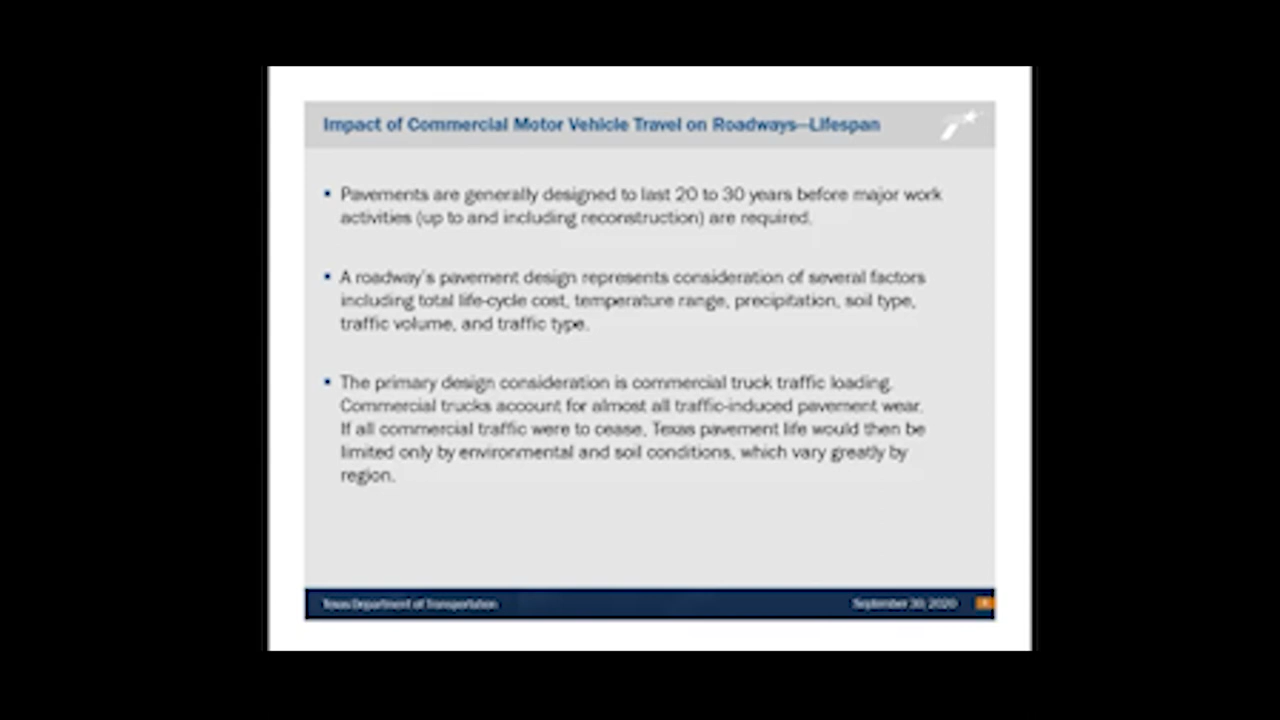 Impact of Commercial Motor Vehicle Travel on Roadways—Lifespan
▪ Pavements are generally designed to last 20 to 30 years before major work
activities (up to and including reconstruction) are required.
▪ A roadway's pavement design represents consideration of several factors
including total life-cycle cost, temperature range, precipitation, soil type,
traffic volume, and traffic type.
▪ The primary design consideration is commercial truck traffic loading.
Commercial trucks account for almost all traffic-induced pavement wear.
If all commercial traffic were to cease, Texas pavement life would then be
limited only by environmental and soil conditions, which vary greatly by
region.
Texas Department of Transportation
September 30, 2020